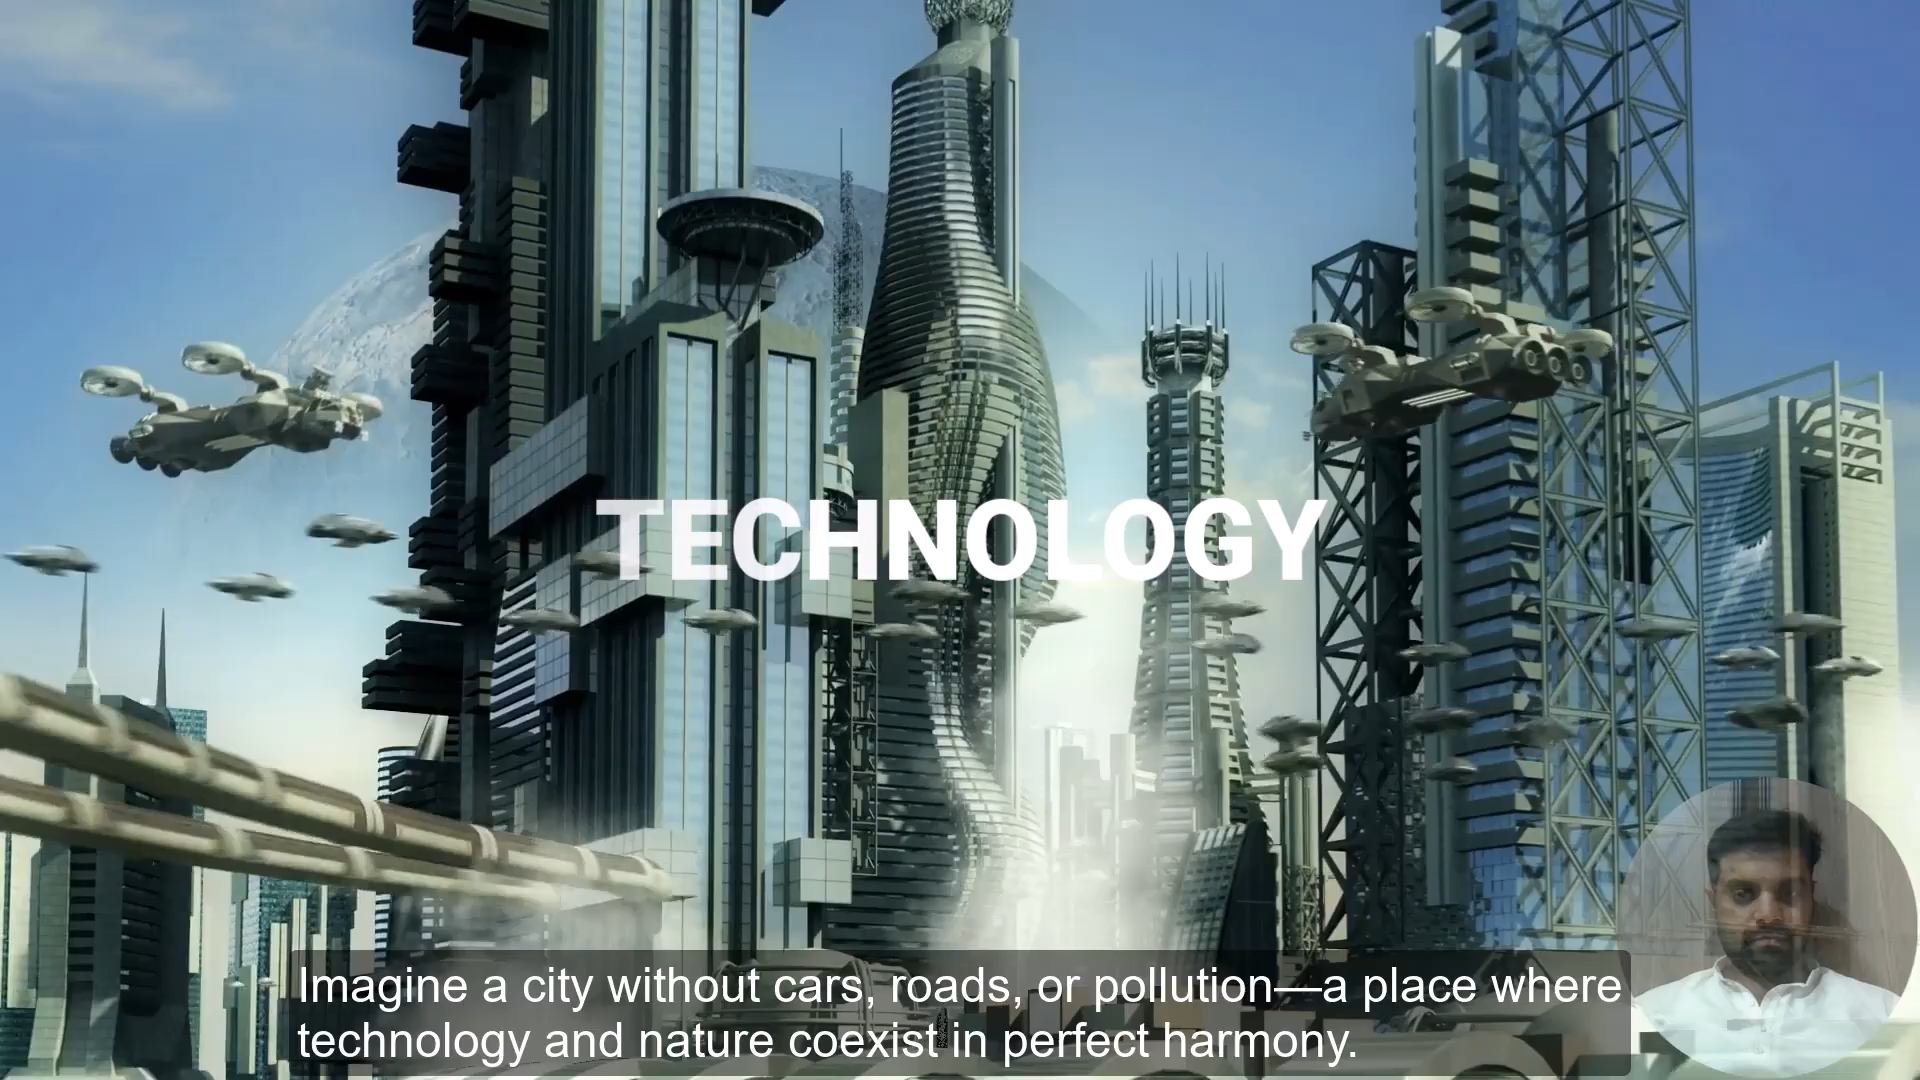 TECHNOLOGY
Imagine a city without cars, roads, or pollution—a place where
technology and nature coexist in perfect harmony.